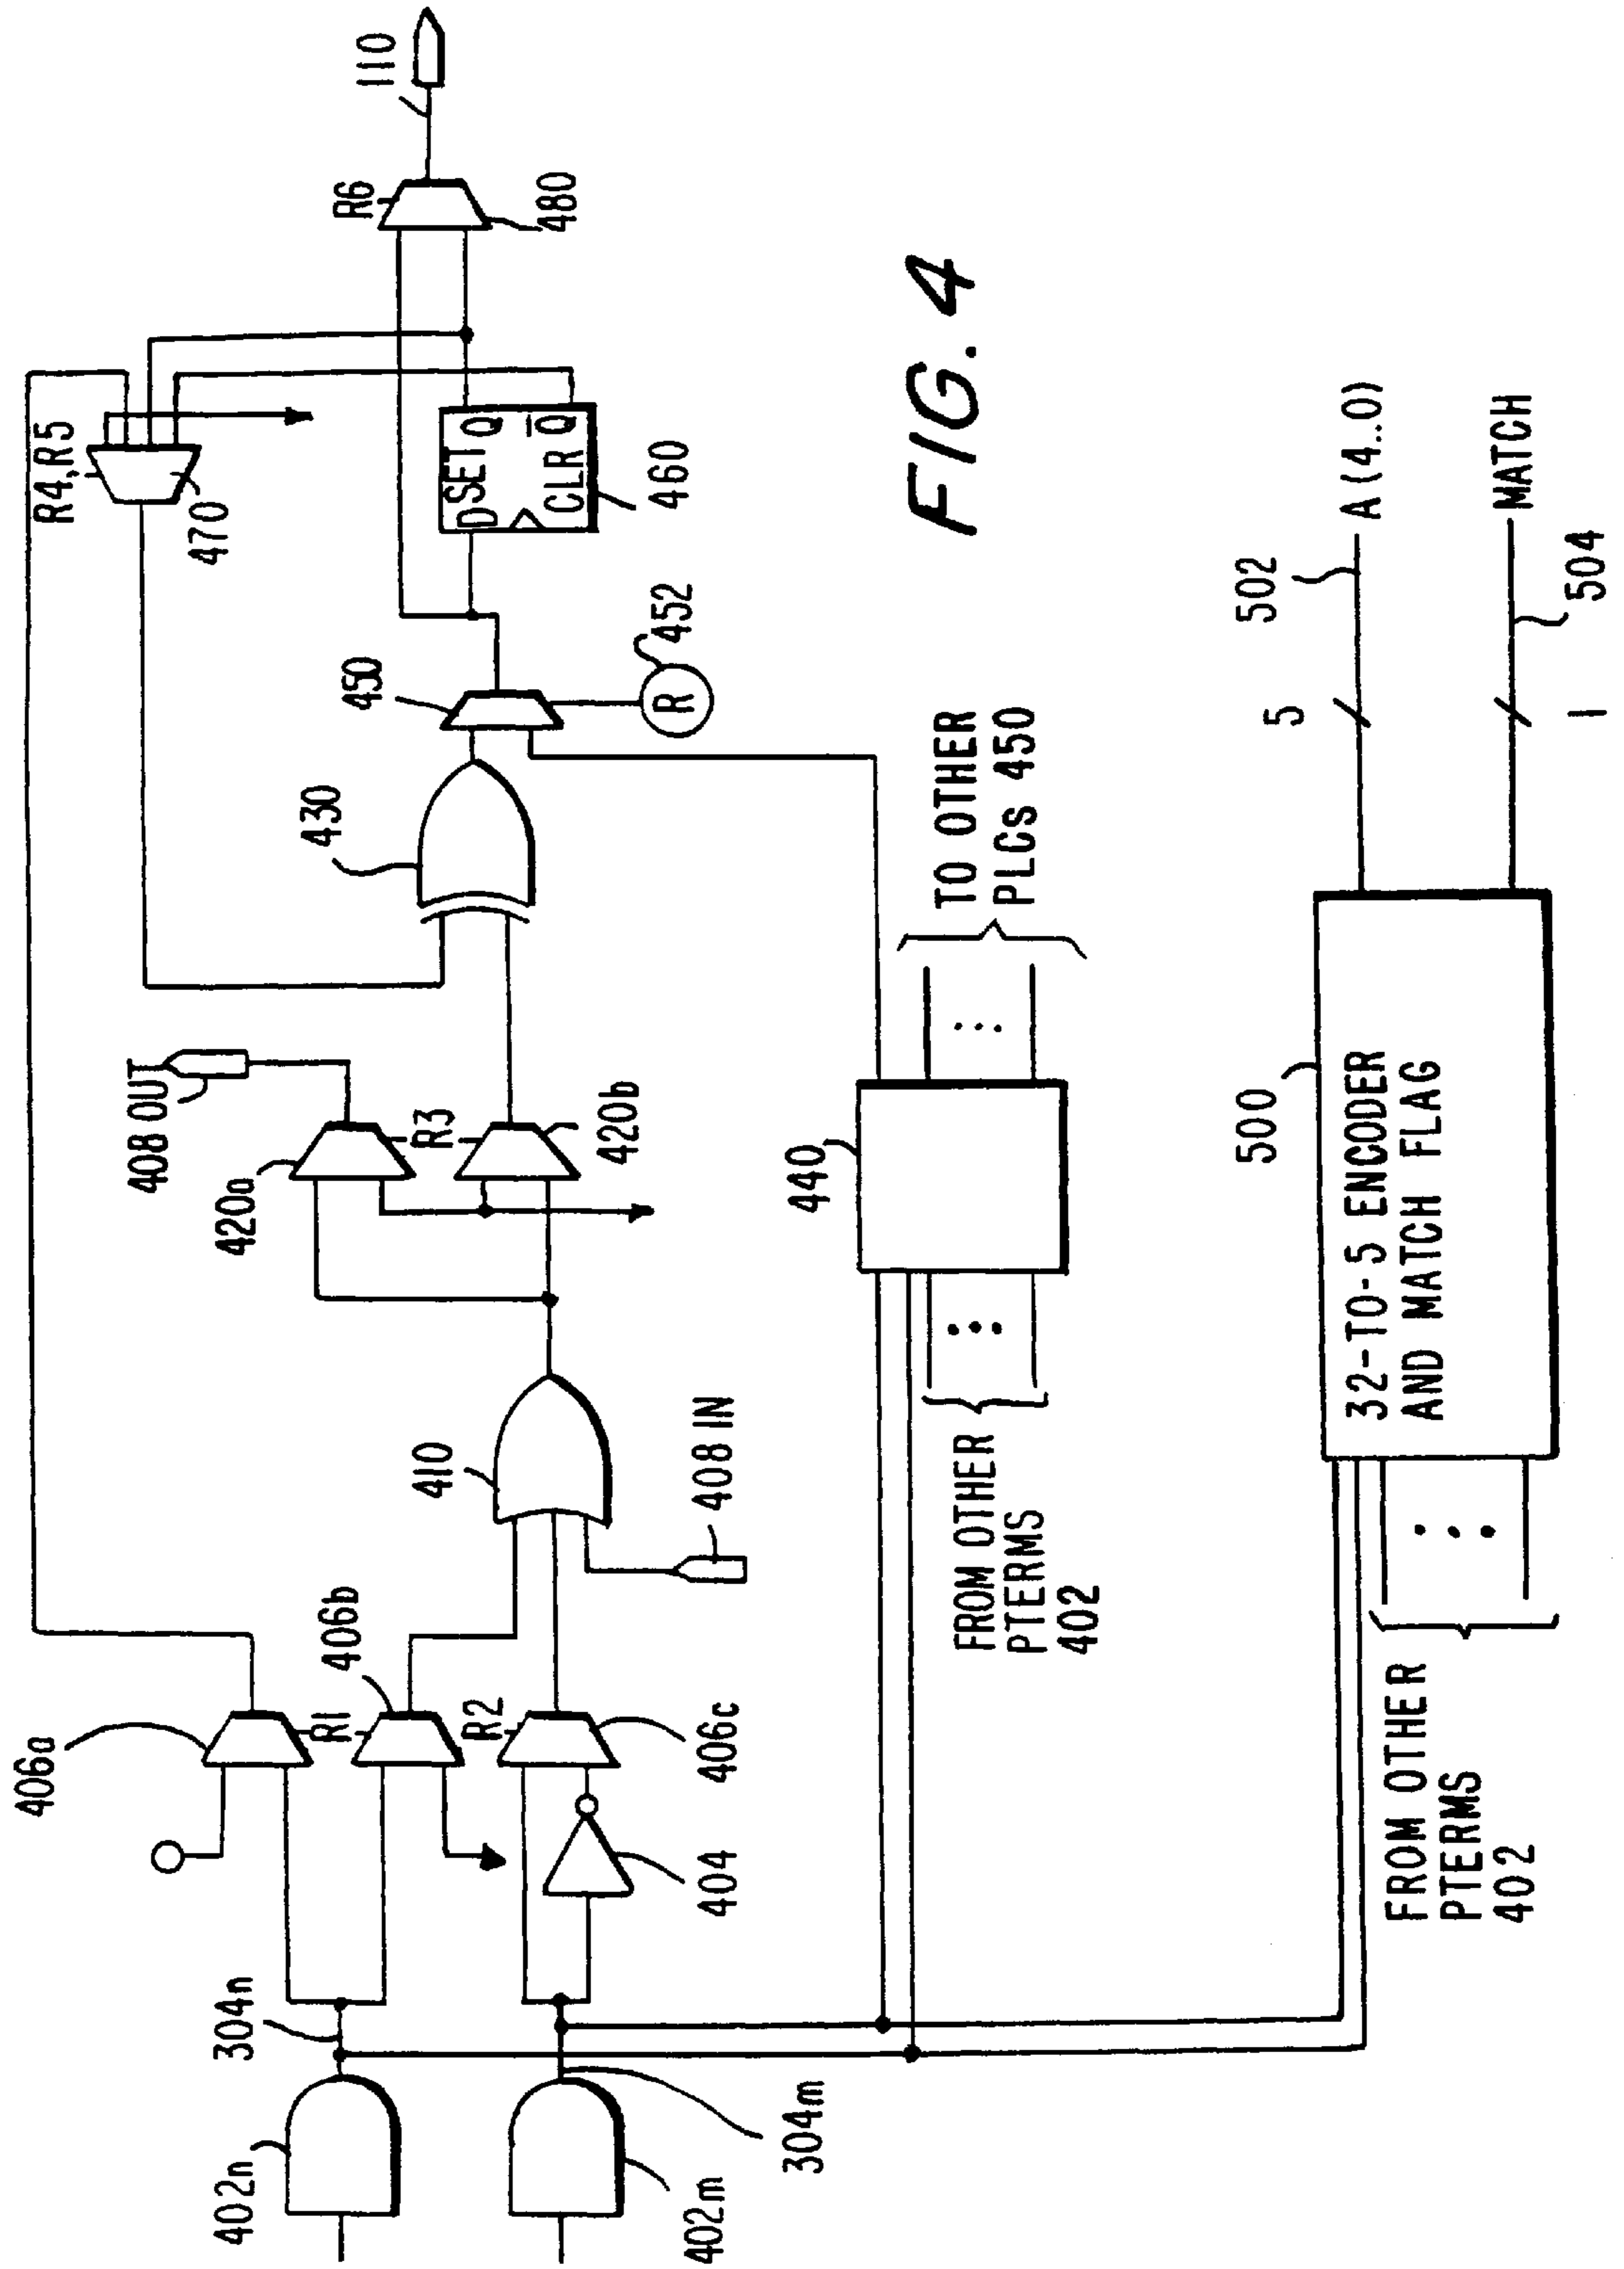 110
R6
480
R4, R5
470
D SET Q
CLR Q
460
FIG. 4
450
R
452
430
408 OUT
420a
R3
420b
440
TO OTHER
PLCs 450
410
408 IN
FROM OTHER
PTERMS
402
406a
R1
406b
R2
406c
404
304n
402n
304m
402m
500
32-TO-5 ENCODER
AND MATCH FLAG
5
502
A (4..0)
1
504
MATCH
FROM OTHER
PTERMS
402